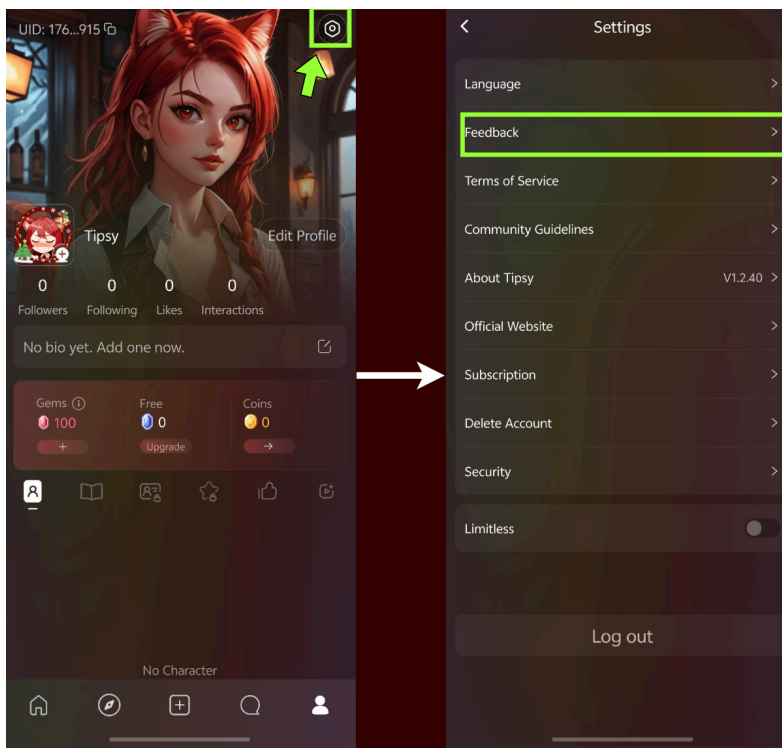 UID: 176...915
Tipsy
Edit Profile
0 0 0 0
Followers Following Likes Interactions
No bio yet. Add one now.
Gems Free Coins
100 0 0
+ Upgrade →
No Character
Settings
Language
Feedback
Terms of Service
Community Guidelines
About Tipsy V1.2.40
Official Website
Subscription
Delete Account
Security
Limitless
Log out